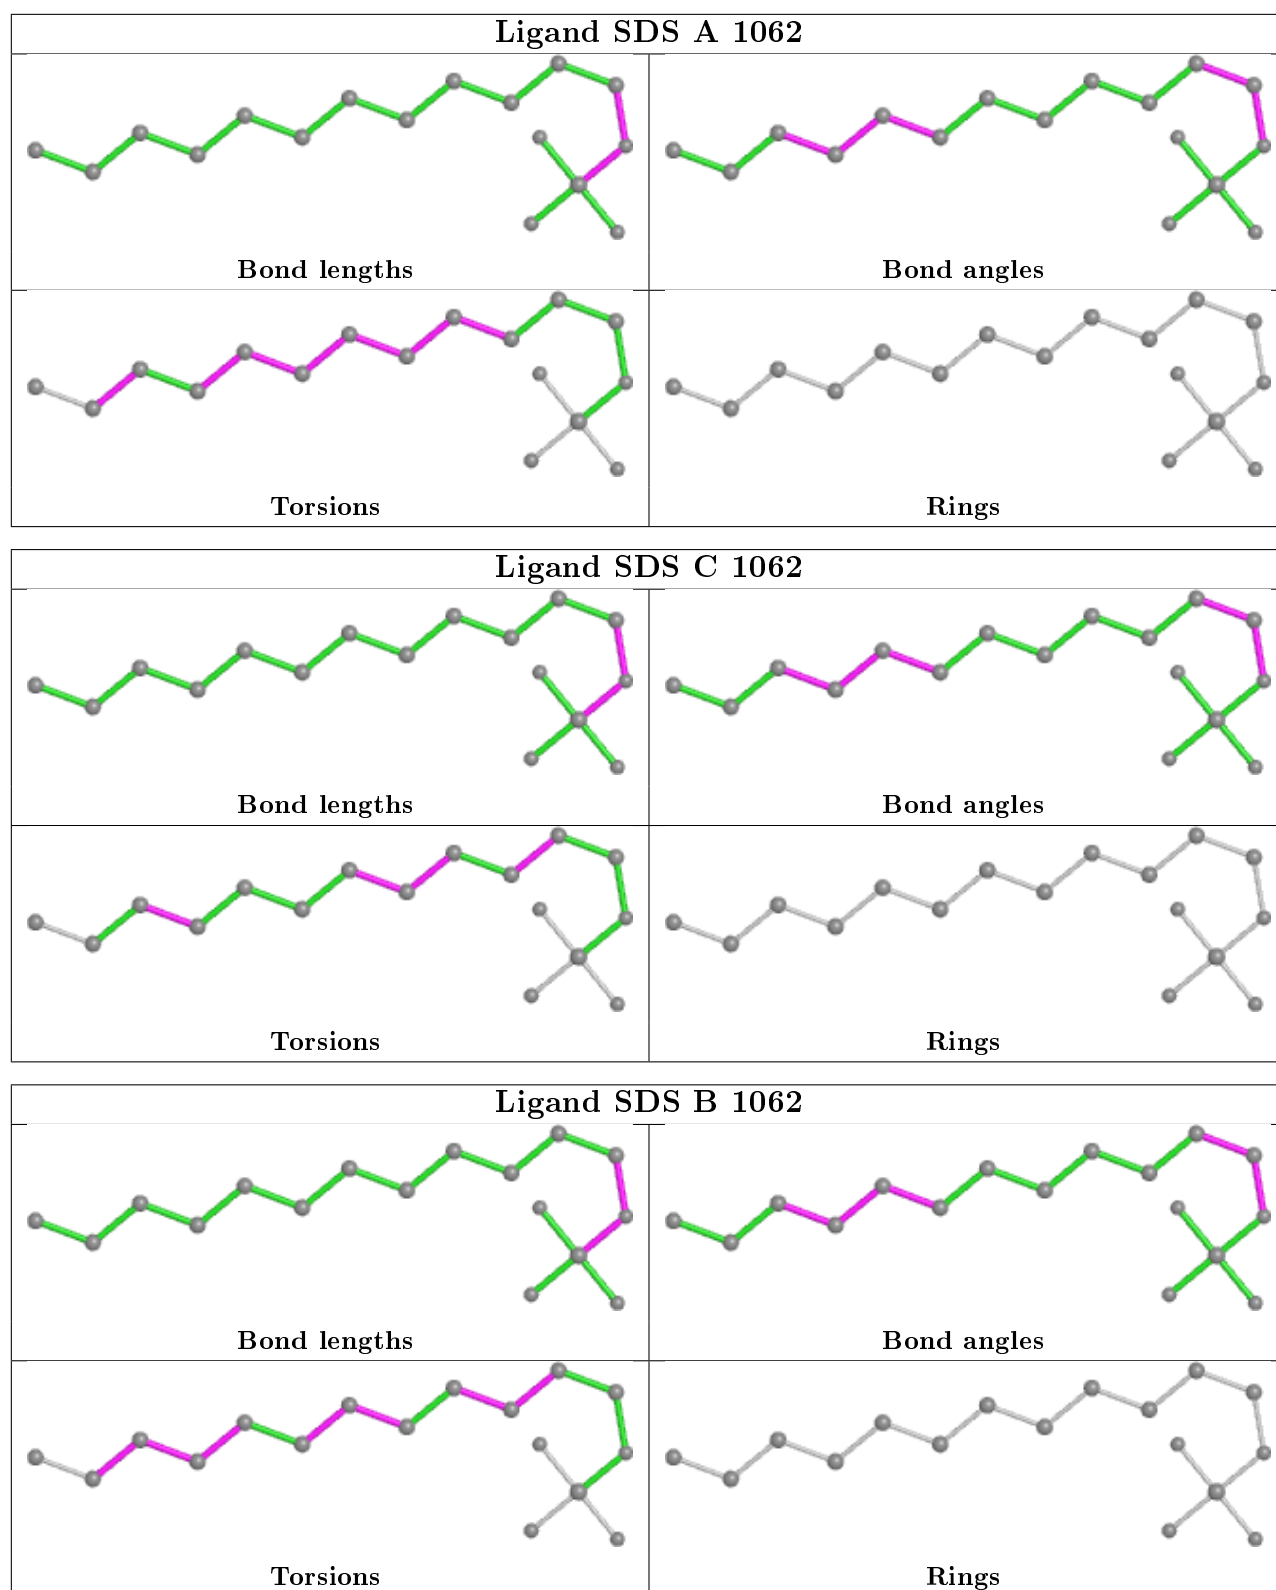 Ligand SDS A 1062
Bond lengths
Bond angles
Torsions
Rings
Ligand SDS C 1062
Bond lengths
Bond angles
Torsions
Rings
Ligand SDS B 1062
Bond lengths
Bond angles
Torsions
Rings